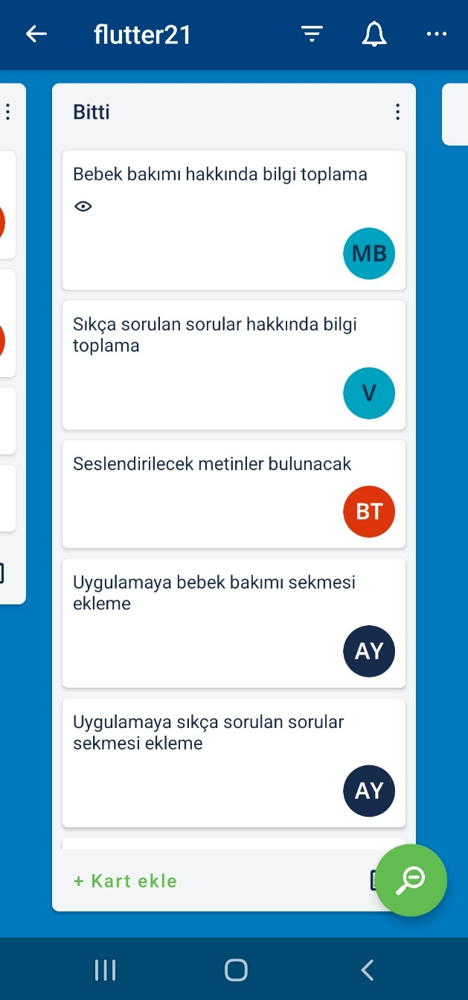 flutter21
Bitti
Bebek bakımı hakkında bilgi toplama
MB
Sıkça sorulan sorular hakkında bilgi
toplama
V
Seslendirilecek metinler bulunacak
BT
Uygulamaya bebek bakımı sekmesi
ekleme
AY
Uygulamaya sıkça sorulan sorular
sekmesi ekleme
AY
+ Kart ekle